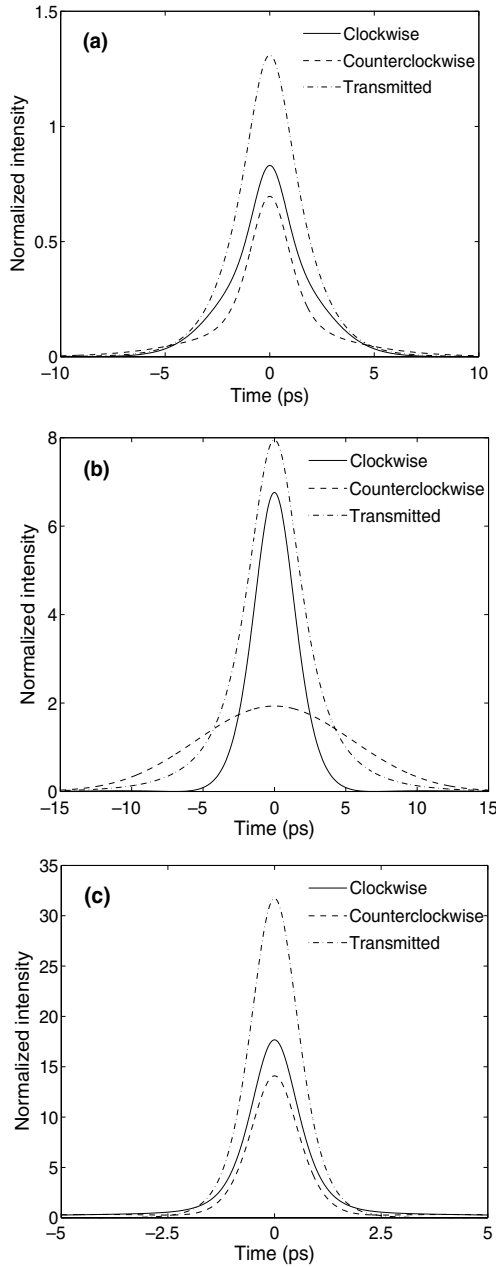 1.5
(a)
Clockwise
Counterclockwise
Transmitted
1
0.5
0
Normalized intensity
−10
−5
0
5
10
Time (ps)
8
(b)
Clockwise
Counterclockwise
Transmitted
6
4
2
0
Normalized intensity
−15
−10
−5
0
5
10
15
Time (ps)
35
(c)
Clockwise
Counterclockwise
Transmitted
30
25
20
15
10
5
0
Normalized intensity
−5
−2.5
0
2.5
5
Time (ps)